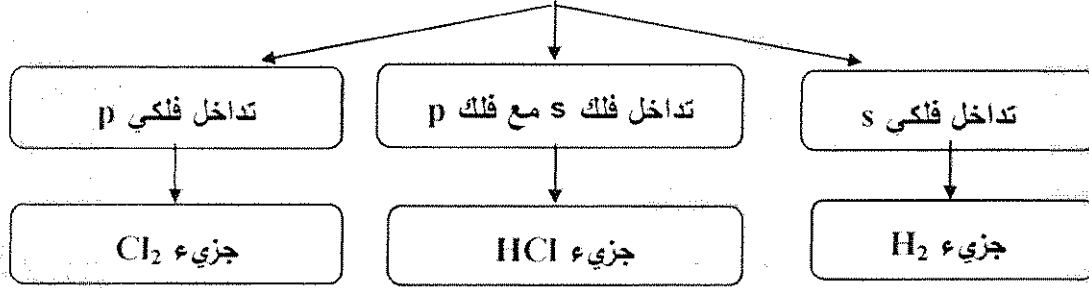 تداخل فلكي s
تداخل فلك s مع فلك p
تداخل فلكي p
جزيء H₂
جزيء HCl
جزيء Cl₂